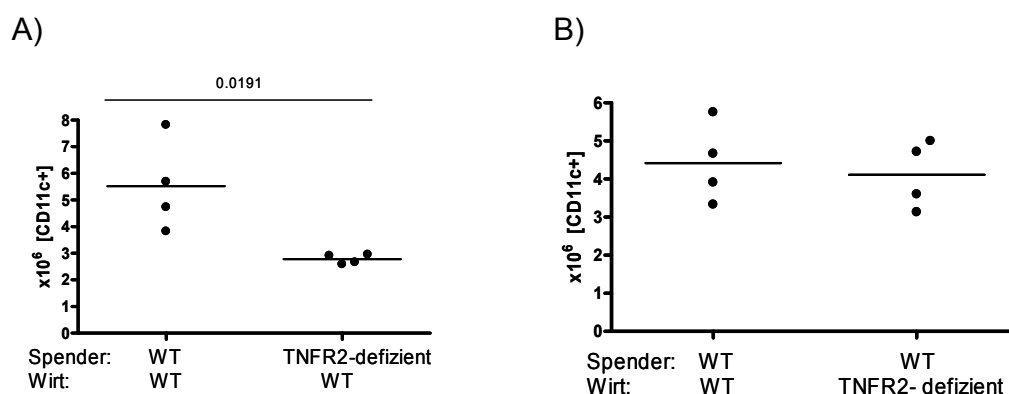 A)
0.0191
x10⁶ [CD11c+]
8
7
6
5
4
3
2
1
0
Spender: WT TNFR2-defizient
Wirt: WT WT
B)
x10⁶ [CD11c+]
6
5
4
3
2
1
0
Spender: WT WT
Wirt: WT TNFR2- defizient